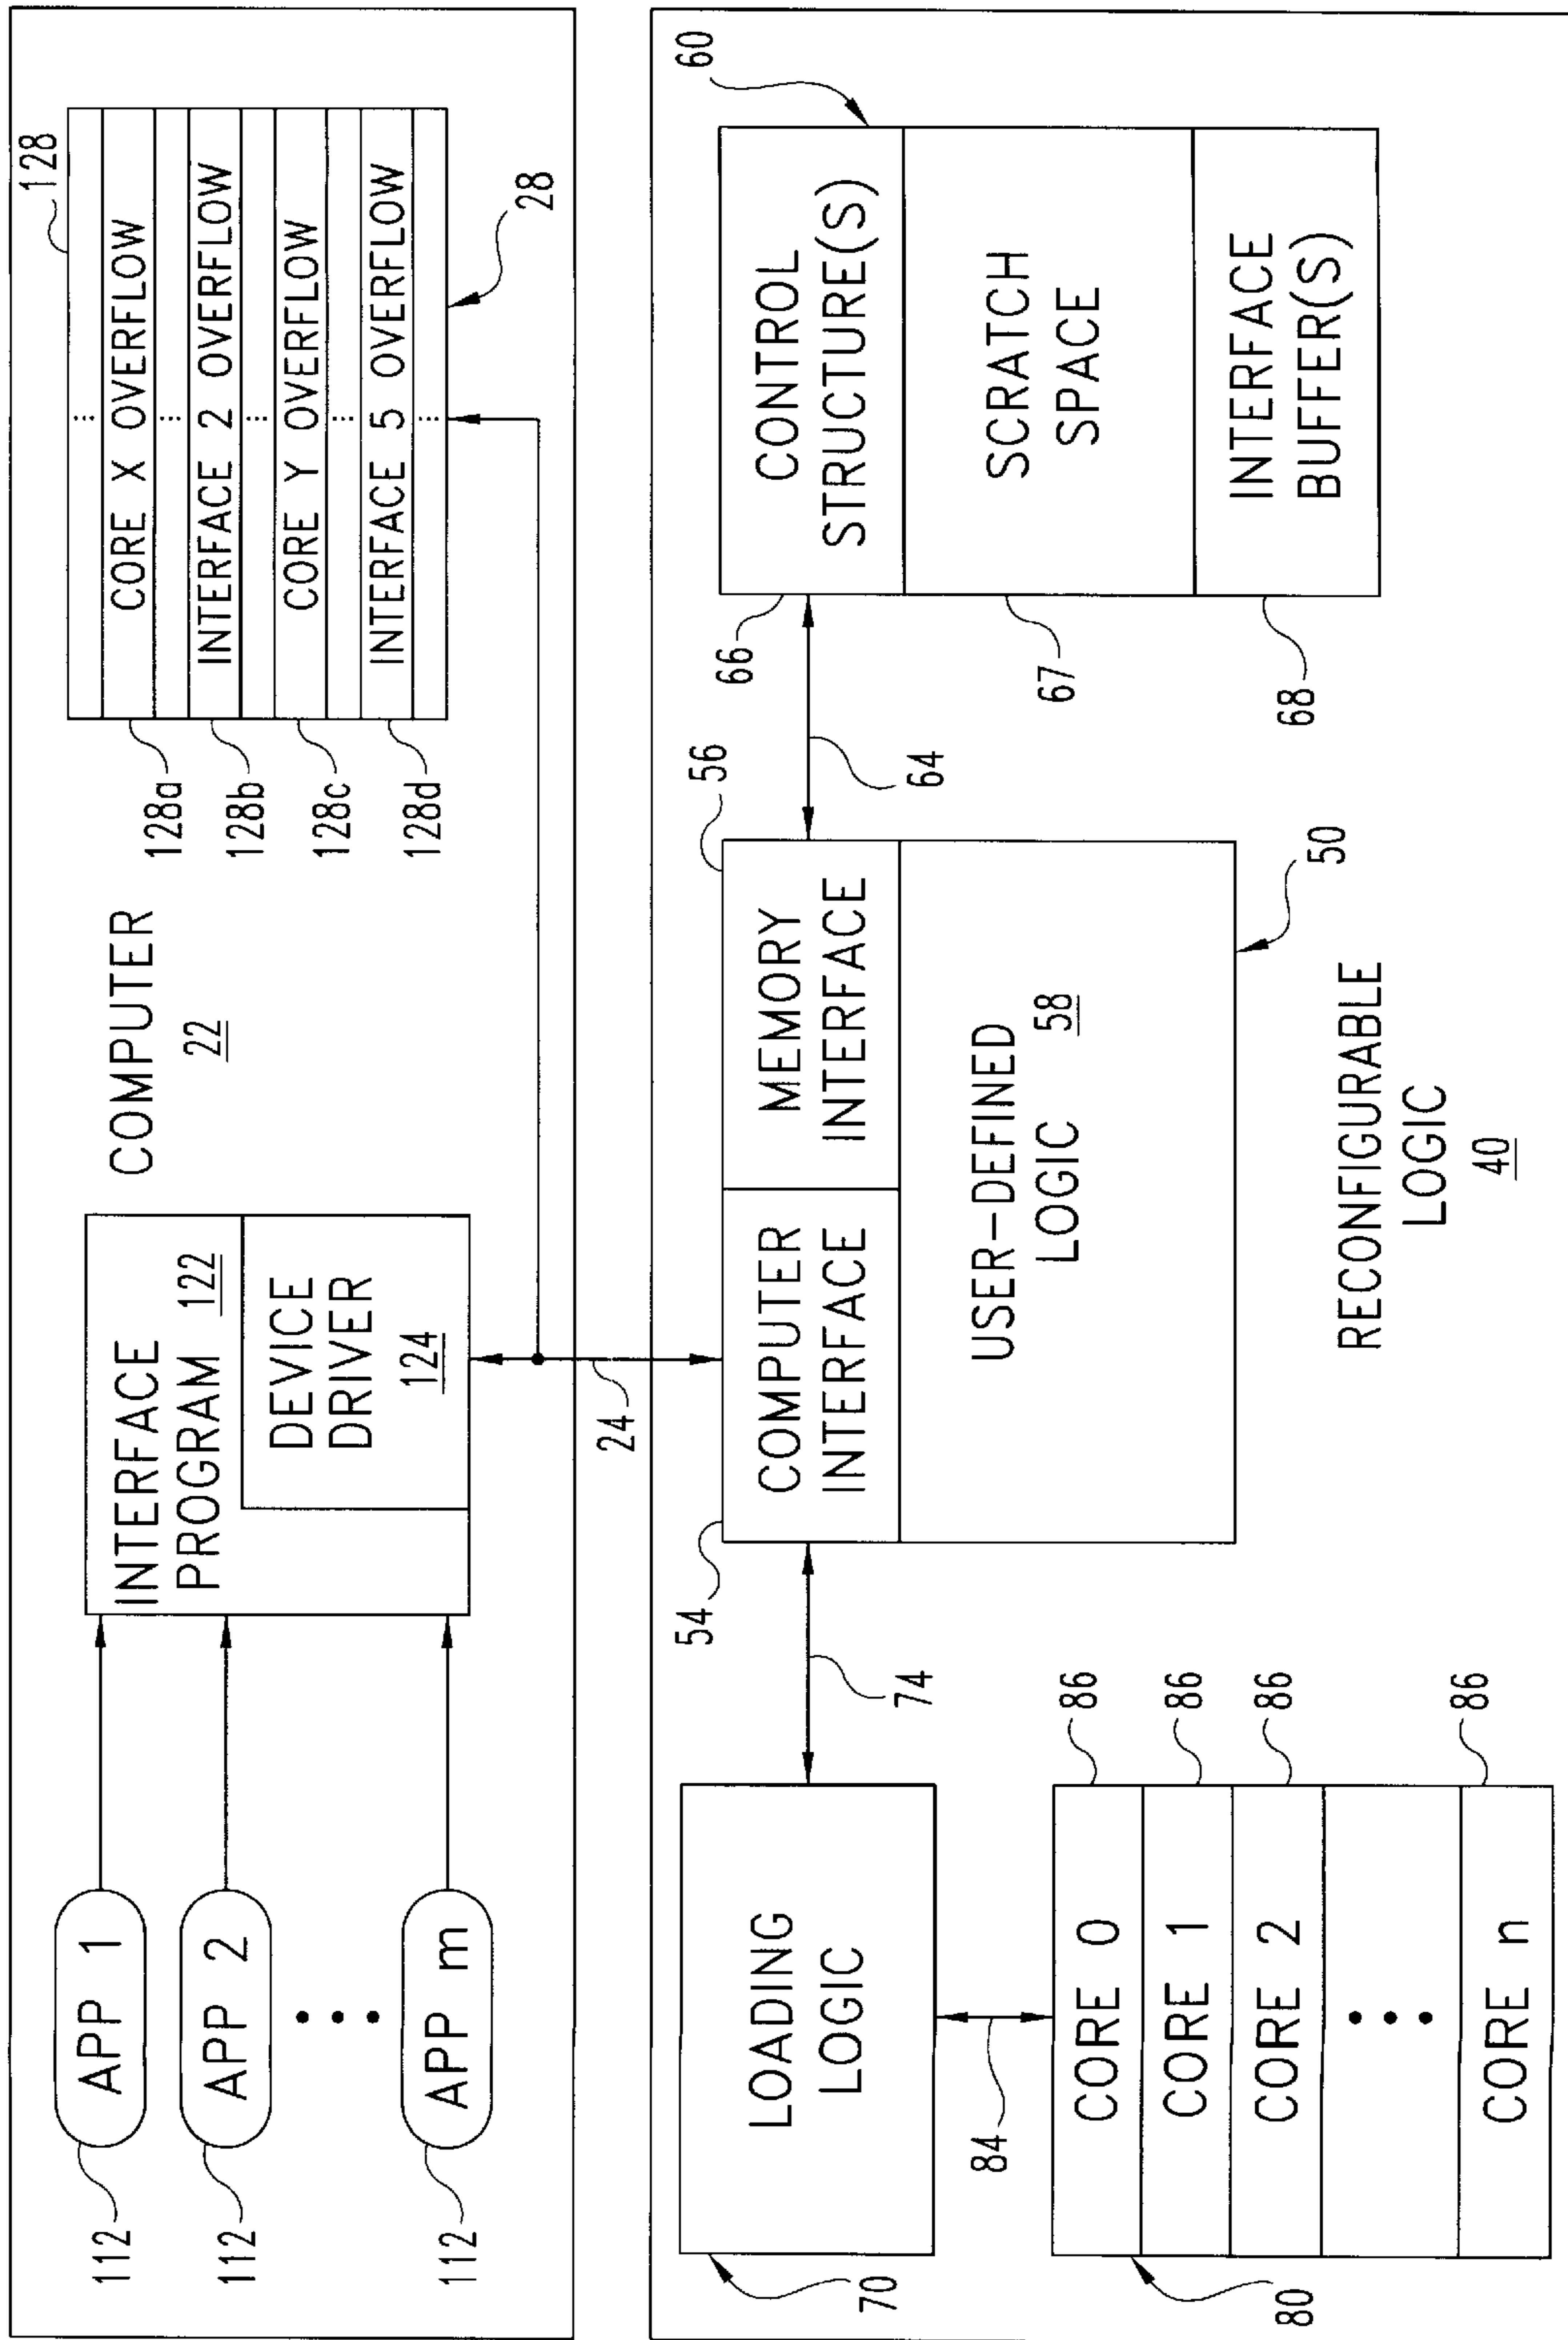 COMPUTER
22
APP 1
APP 2
APP m
112
112
112
INTERFACE
PROGRAM 122
DEVICE
DRIVER
124
128
CORE X OVERFLOW
INTERFACE 2 OVERFLOW
CORE Y OVERFLOW
INTERFACE 5 OVERFLOW
128a
128b
128c
128d
28
24
LOADING
LOGIC
70
74
84
CORE 0
CORE 1
CORE 2
CORE n
86
86
86
86
80
54
COMPUTER
INTERFACE
MEMORY
INTERFACE
56
USER-DEFINED
LOGIC 58
50
64
60
CONTROL
STRUCTURE(S)
66
SCRATCH
SPACE
67
INTERFACE
BUFFER(S)
68
RECONFIGURABLE
LOGIC
40